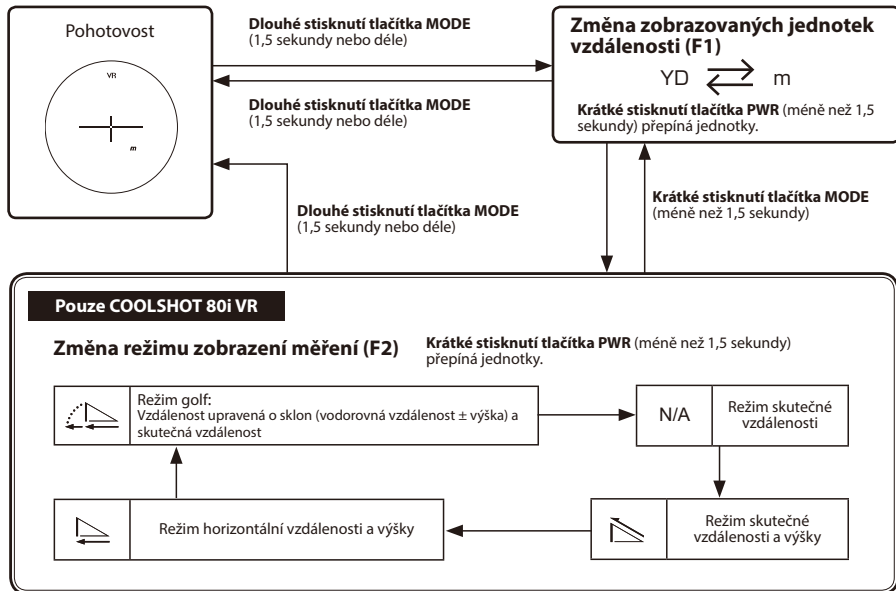 Pohotovost
VR
m
Dlouhé stisknutí tlačítka MODE
(1,5 sekundy nebo déle)
Dlouhé stisknutí tlačítka MODE
(1,5 sekundy nebo déle)
Změna zobrazovaných jednotek
vzdálenosti (F1)
YD m
Krátké stisknutí tlačítka PWR (méně než 1,5
sekundy) přepíná jednotky.
Dlouhé stisknutí tlačítka MODE
(1,5 sekundy nebo déle)
Krátké stisknutí tlačítka MODE
(méně než 1,5 sekundy)
Pouze COOLSHOT 80i VR
Změna režimu zobrazení měření (F2)
Krátké stisknutí tlačítka PWR (méně než 1,5 sekundy)
přepíná jednotky.
Režim golf:
Vzdálenost upravená o sklon (vodorovná vzdálenost ± výška) a
skutečná vzdálenost
N/A
Režim skutečné
vzdálenosti
Režim horizontální vzdálenosti a výšky
Režim skutečné
vzdálenosti a výšky